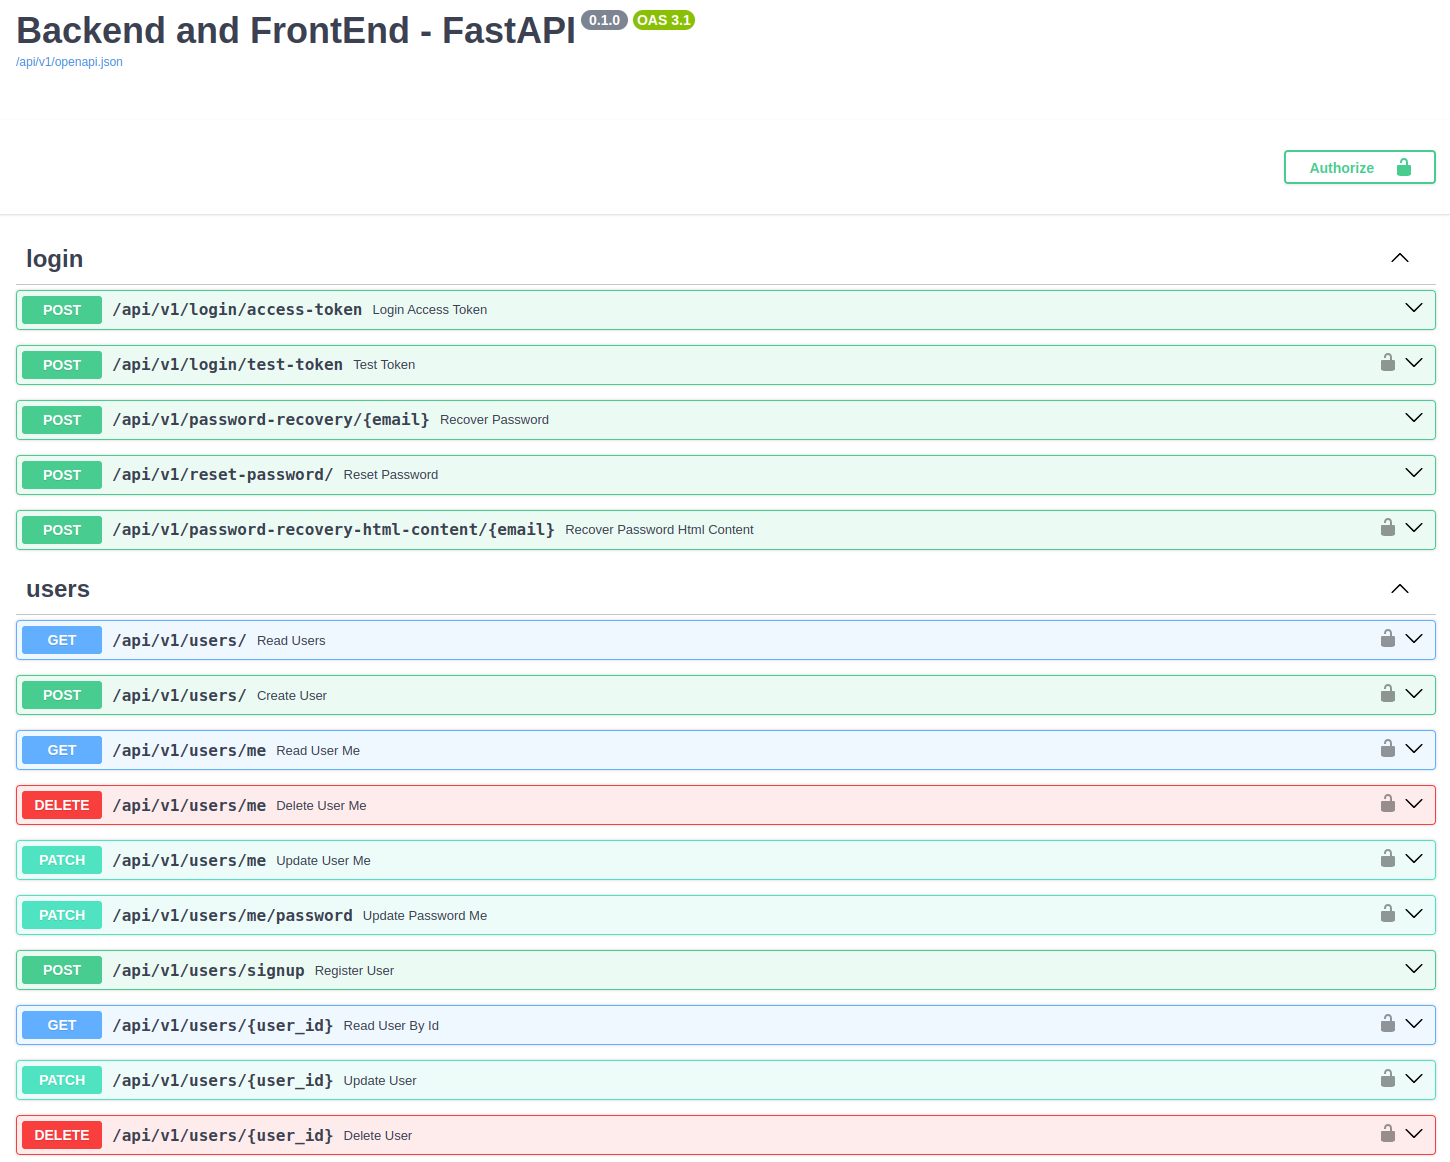 Backend and FrontEnd - FastAPI 0.1.0 OAS 3.1
/api/v1/openapi.json
Authorize
login
POST /api/v1/login/access-token Login Access Token
POST /api/v1/login/test-token Test Token
POST /api/v1/password-recovery/{email} Recover Password
POST /api/v1/reset-password/ Reset Password
POST /api/v1/password-recovery-html-content/{email} Recover Password Html Content
users
GET /api/v1/users/ Read Users
POST /api/v1/users/ Create User
GET /api/v1/users/me Read User Me
DELETE /api/v1/users/me Delete User Me
PATCH /api/v1/users/me Update User Me
PATCH /api/v1/users/me/password Update Password Me
POST /api/v1/users/signup Register User
GET /api/v1/users/{user_id} Read User By Id
PATCH /api/v1/users/{user_id} Update User
DELETE /api/v1/users/{user_id} Delete User